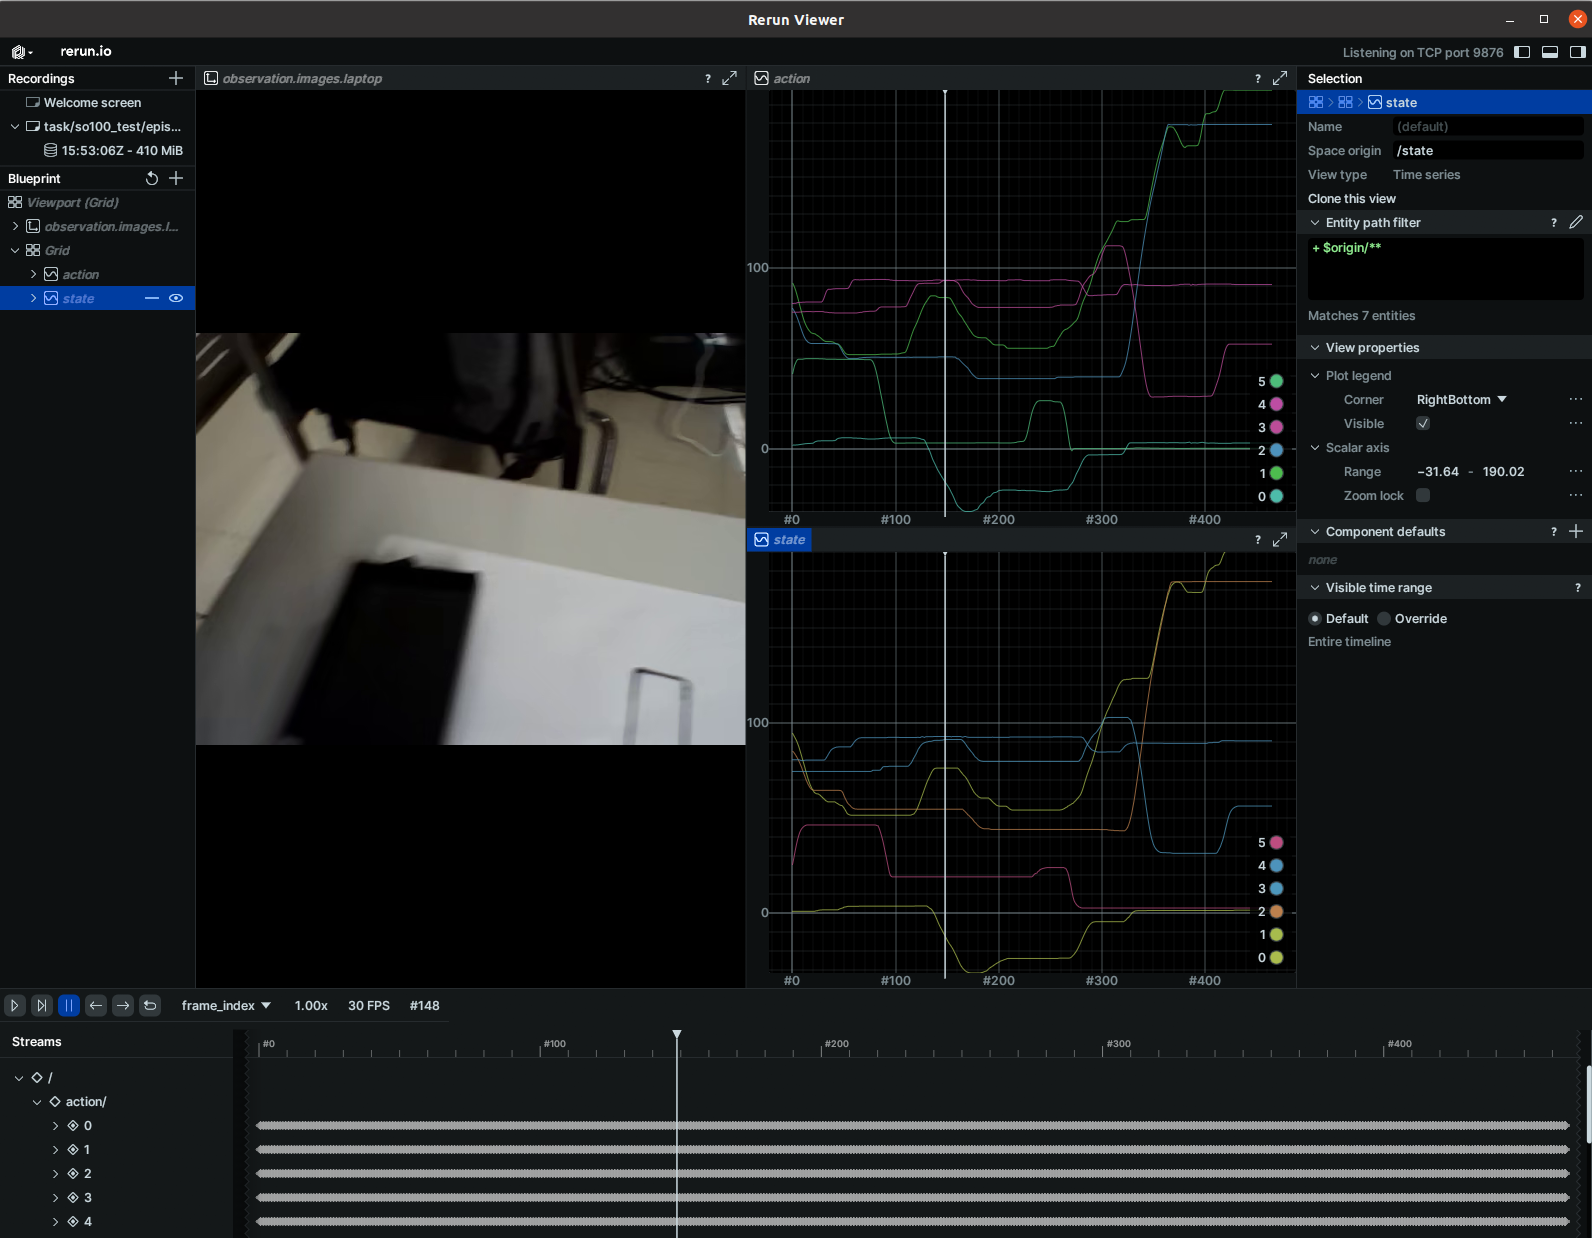 Rerun Viewer
rerun.io
Listening on TCP port 9876
Recordings
Welcome screen
task/so100_test/epis...
15:53:06Z - 410 MiB
Blueprint
Viewport (Grid)
observation.images.l...
Grid
action
state
observation.images.laptop
?
action
?
100
0
5
4
3
2
1
0
#0
#100
#200
#300
#400
state
?
100
0
5
4
3
2
1
0
#0
#100
#200
#300
#400
Selection
state
Name
(default)
Space origin
/state
View type
Time series
Clone this view
Entity path filter
?
+ $origin/**
Matches 7 entities
View properties
Plot legend
Corner
RightBottom
Visible
Scalar axis
Range
−31.64 - 190.02
Zoom lock
Component defaults
?
none
Visible time range
?
Default
Override
Entire timeline
frame_index
1.00x
30 FPS
#148
Streams
#0
#100
#200
#300
#400
/
action/
0
1
2
3
4